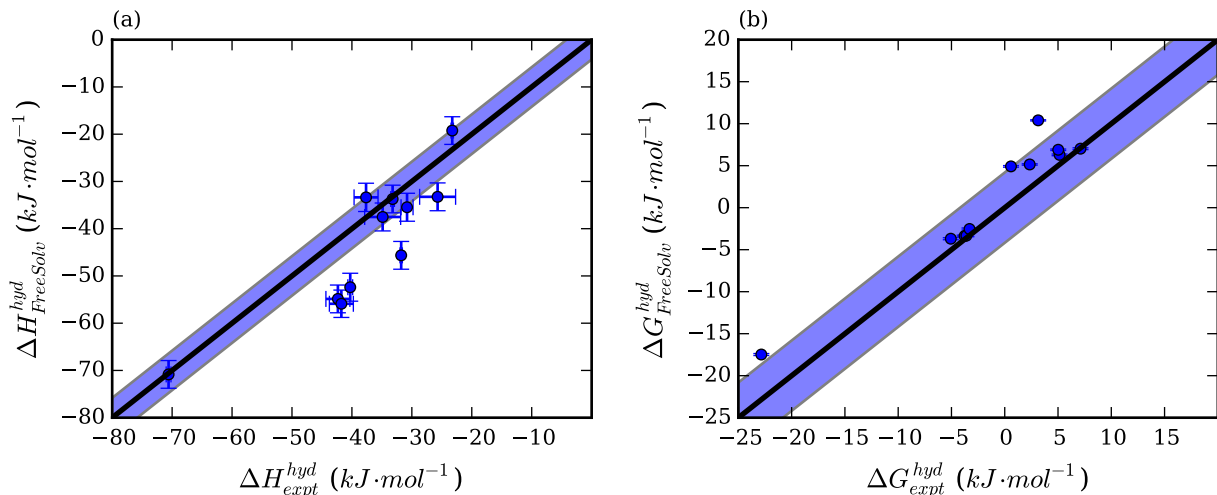 (a)
0
−10
−20
−30
−40
−50
−60
−70
−80
−80 −70 −60 −50 −40 −30 −20 −10
ΔH^{hyd}_{FreeSolv} (kJ·mol⁻¹)
ΔH^{hyd}_{expt} (kJ·mol⁻¹)
(b)
20
15
10
5
0
−5
−10
−15
−20
−25
−25 −20 −15 −10 −5 0 5 10 15
ΔG^{hyd}_{FreeSolv} (kJ·mol⁻¹)
ΔG^{hyd}_{expt} (kJ·mol⁻¹)